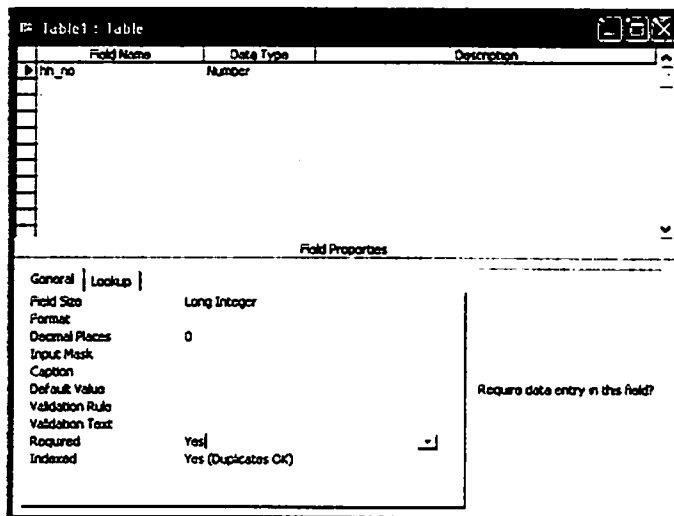 Table1 : Table
Field Name Data Type Description
hh_no Number
Field Properties
General Lookup
Field Size Long Integer
Format
Decimal Places 0
Input Mask
Caption
Default Value
Require data entry in this field?
Validation Rule
Validation Text
Required Yes
Indexed Yes (Duplicates OK)